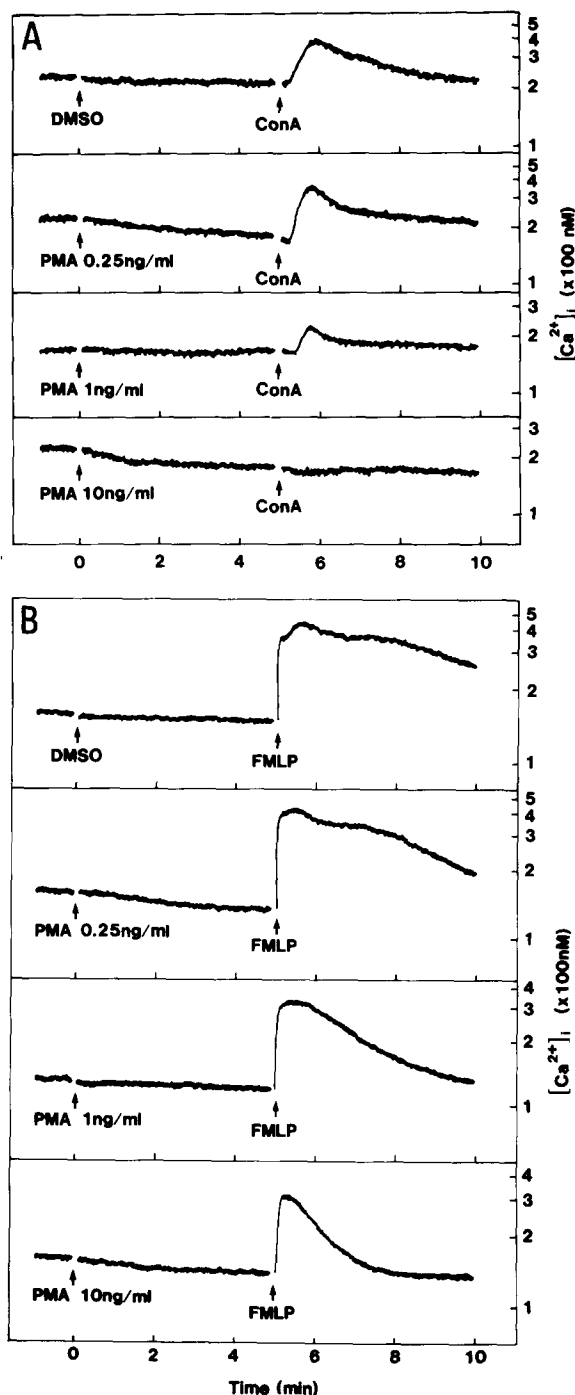 A
5
4
3
2
1
DMSO
ConA
5
4
3
2
1
PMA 0.25ng/ml
ConA
3
2
1
PMA 1ng/ml
ConA
3
2
1
PMA 10ng/ml
ConA
[Ca2+]i (x100 nM)
0 2 4 6 8 10
B
5
4
3
2
1
DMSO
FMLP
5
4
3
2
1
PMA 0.25ng/ml
FMLP
4
3
2
1
PMA 1ng/ml
FMLP
4
3
2
1
PMA 10ng/ml
FMLP
[Ca2+]i (x100nM)
0 2 4 6 8 10
Time (min)